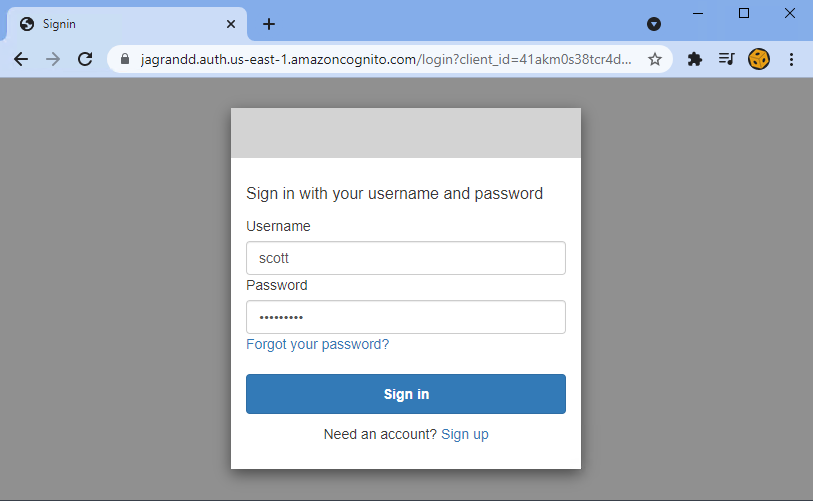 Signin
jagrandd.auth.us-east-1.amazoncognito.com/login?client_id=41akm0s38tcr4d...
Sign in with your username and password
Username
scott
Password
•••••••••
Forgot your password?
Sign in
Need an account? Sign up